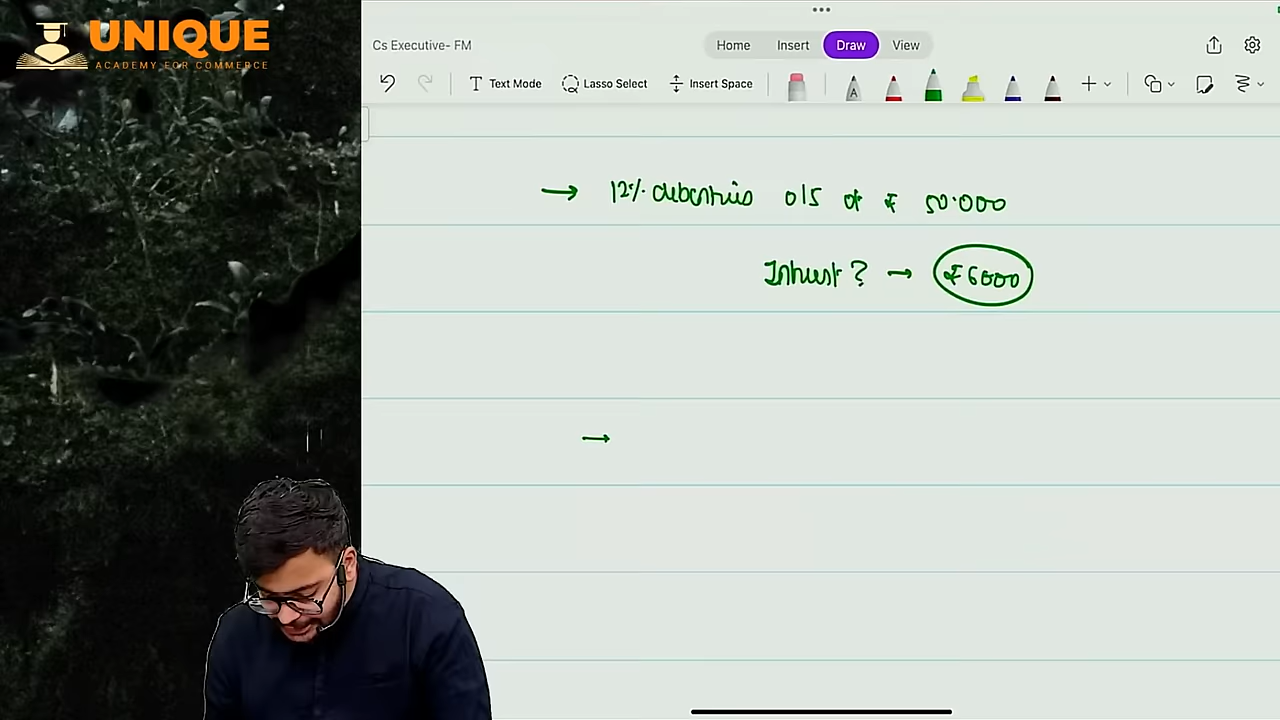 UNIQUE
ACADEMY FOR COMMERCE
Cs Executive- FM
Home Insert Draw View
Text Mode Lasso Select Insert Space
A
→ 12% debentures o/s of ₹ 50.000
Interest? → ₹6000
→